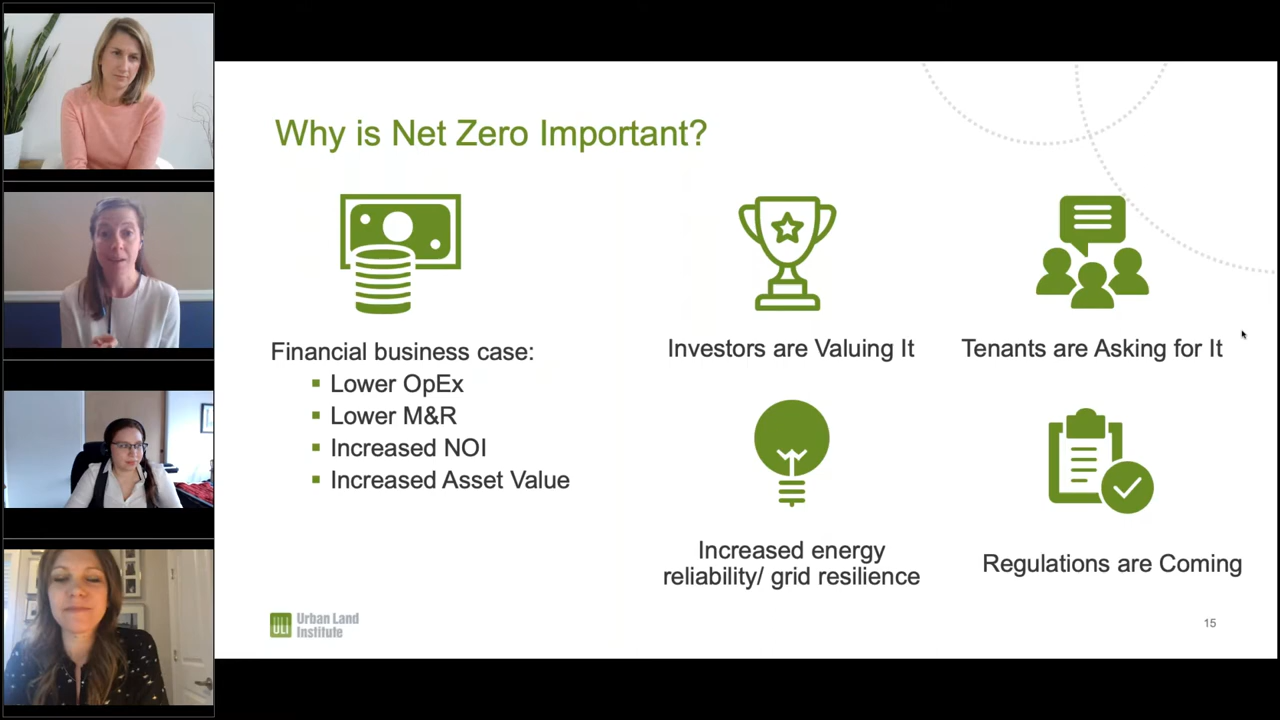 Why is Net Zero Important?
Financial business case:
▪ Lower OpEx
▪ Lower M&R
▪ Increased NOI
▪ Increased Asset Value
Investors are Valuing It
Tenants are Asking for It
Increased energy
reliability/ grid resilience
Regulations are Coming
ULI Urban Land
Institute
15